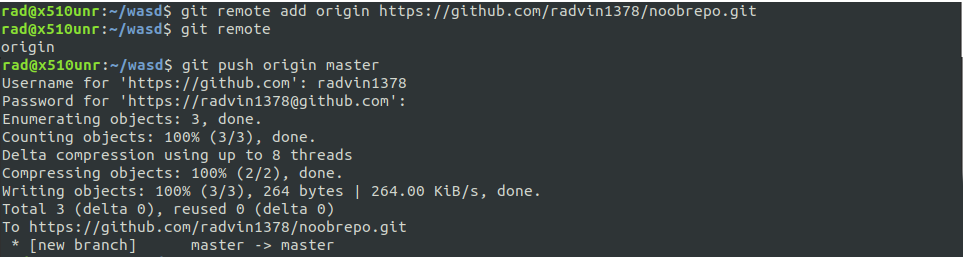 rad@x510unr:~/wasd$ git remote add origin https://github.com/radvin1378/noobrepo.git
rad@x510unr:~/wasd$ git remote
origin
rad@x510unr:~/wasd$ git push origin master
Username for 'https://github.com': radvin1378
Password for 'https://radvin1378@github.com':
Enumerating objects: 3, done.
Counting objects: 100% (3/3), done.
Delta compression using up to 8 threads
Compressing objects: 100% (2/2), done.
Writing objects: 100% (3/3), 264 bytes | 264.00 KiB/s, done.
Total 3 (delta 0), reused 0 (delta 0)
To https://github.com/radvin1378/noobrepo.git
 * [new branch]      master -> master